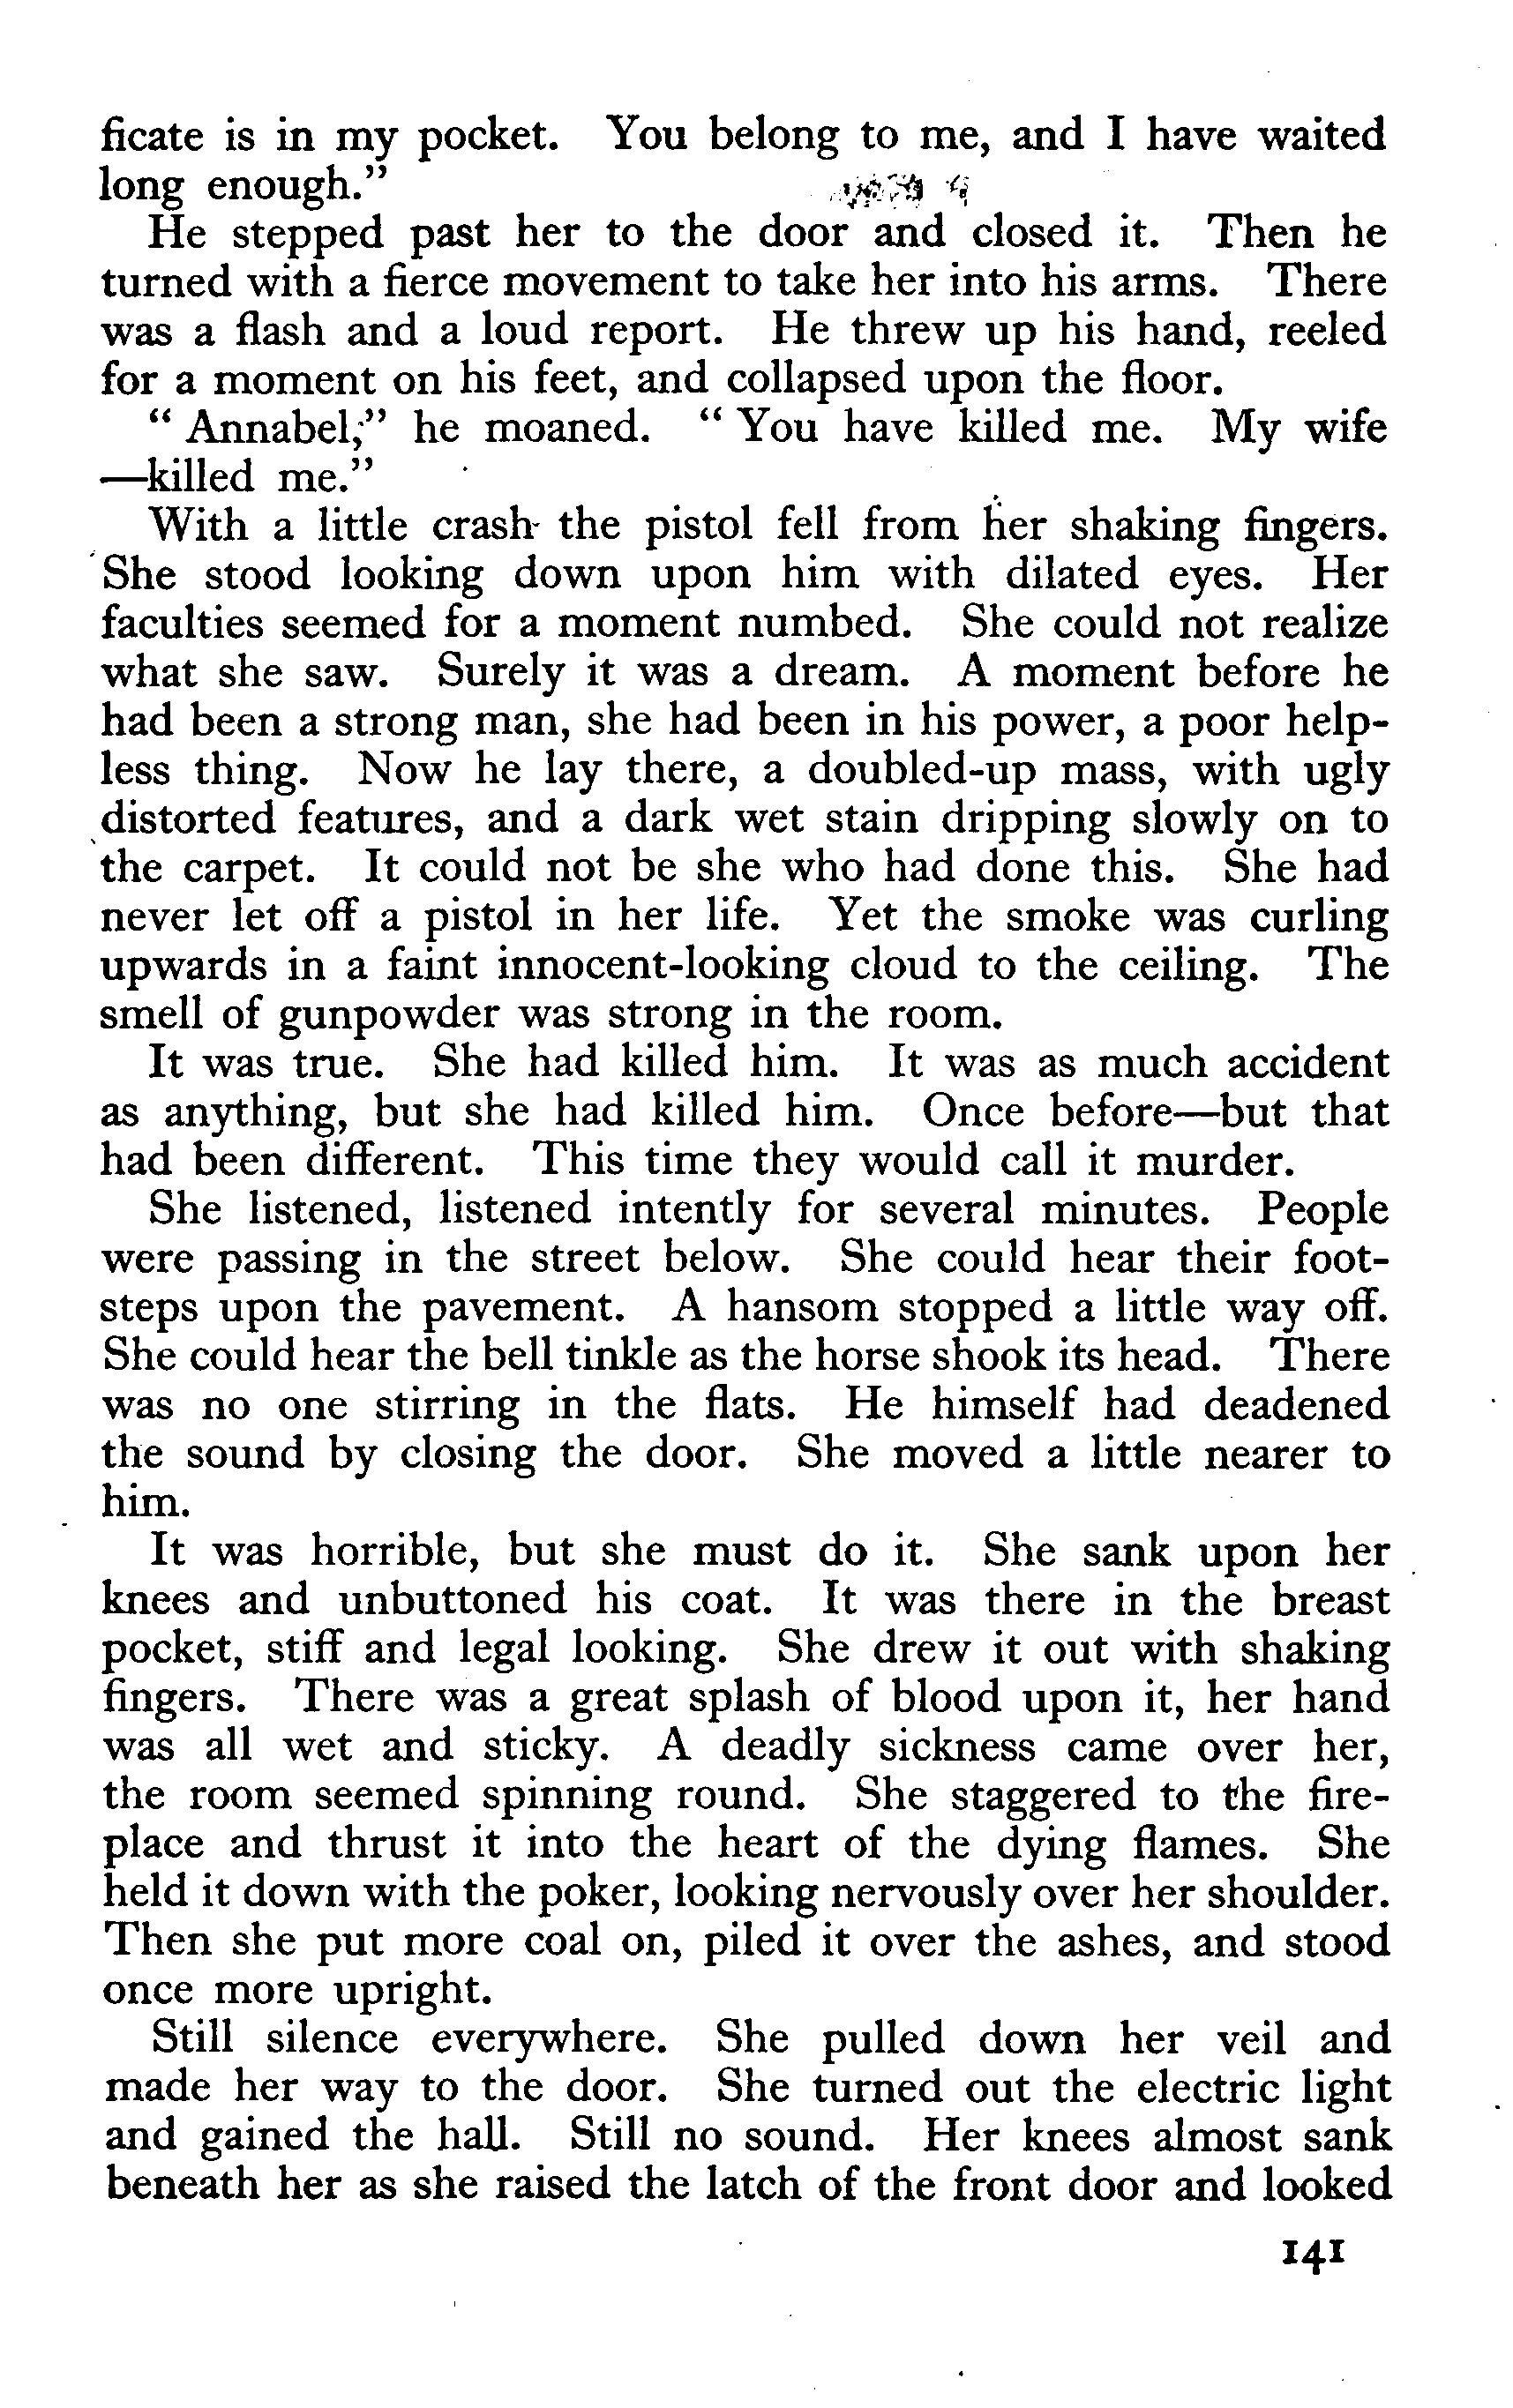 ficate is in my pocket. You belong to me, and I have waited
long enough.”
He stepped past her to the door and closed it. Then he
turned with a fierce movement to take her into his arms. There
was a flash and a loud report. He threw up his hand, reeled
for a moment on his feet, and collapsed upon the floor.
“ Annabel,” he moaned. “ You have killed me. My wife
—killed me.”
With a little crash the pistol fell from her shaking fingers.
She stood looking down upon him with dilated eyes. Her
faculties seemed for a moment numbed. She could not realize
what she saw. Surely it was a dream. A moment before he
had been a strong man, she had been in his power, a poor help-
less thing. Now he lay there, a doubled-up mass, with ugly
distorted features, and a dark wet stain dripping slowly on to
the carpet. It could not be she who had done this. She had
never let off a pistol in her life. Yet the smoke was curling
upwards in a faint innocent-looking cloud to the ceiling. The
smell of gunpowder was strong in the room.
It was true. She had killed him. It was as much accident
as anything, but she had killed him. Once before—but that
had been different. This time they would call it murder.
She listened, listened intently for several minutes. People
were passing in the street below. She could hear their foot-
steps upon the pavement. A hansom stopped a little way off.
She could hear the bell tinkle as the horse shook its head. There
was no one stirring in the flats. He himself had deadened
the sound by closing the door. She moved a little nearer to
him.
It was horrible, but she must do it. She sank upon her
knees and unbuttoned his coat. It was there in the breast
pocket, stiff and legal looking. She drew it out with shaking
fingers. There was a great splash of blood upon it, her hand
was all wet and sticky. A deadly sickness came over her,
the room seemed spinning round. She staggered to the fire-
place and thrust it into the heart of the dying flames. She
held it down with the poker, looking nervously over her shoulder.
Then she put more coal on, piled it over the ashes, and stood
once more upright.
Still silence everywhere. She pulled down her veil and
made her way to the door. She turned out the electric light
and gained the hall. Still no sound. Her knees almost sank
beneath her as she raised the latch of the front door and looked
141